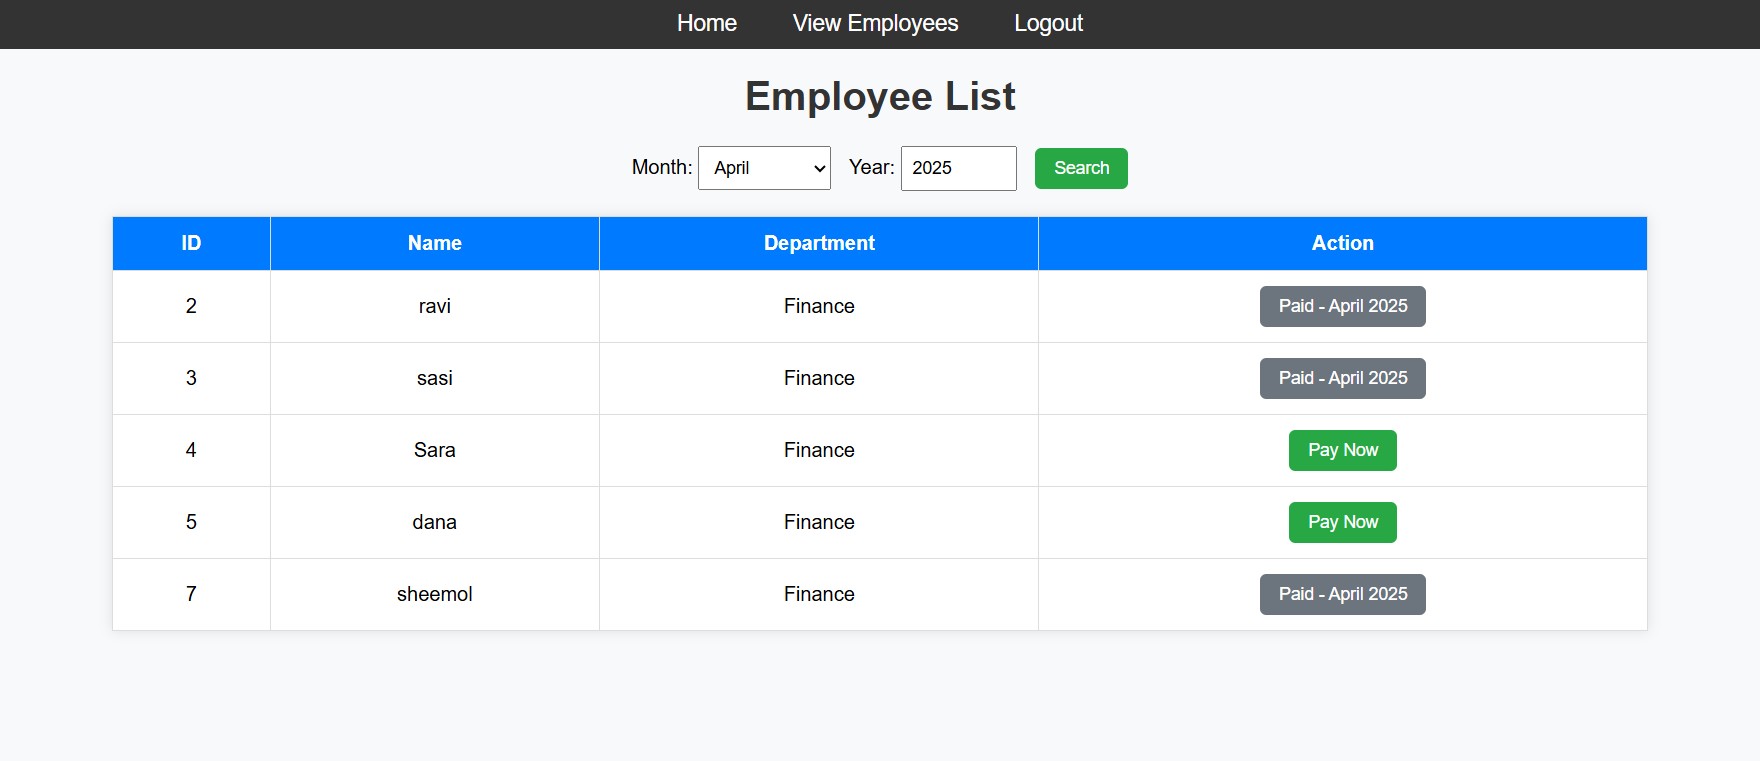 Home View Employees Logout
Employee List
Month: April Year: 2025 Search
ID Name Department Action
2 ravi Finance Paid - April 2025
3 sasi Finance Paid - April 2025
4 Sara Finance Pay Now
5 dana Finance Pay Now
7 sheemol Finance Paid - April 2025